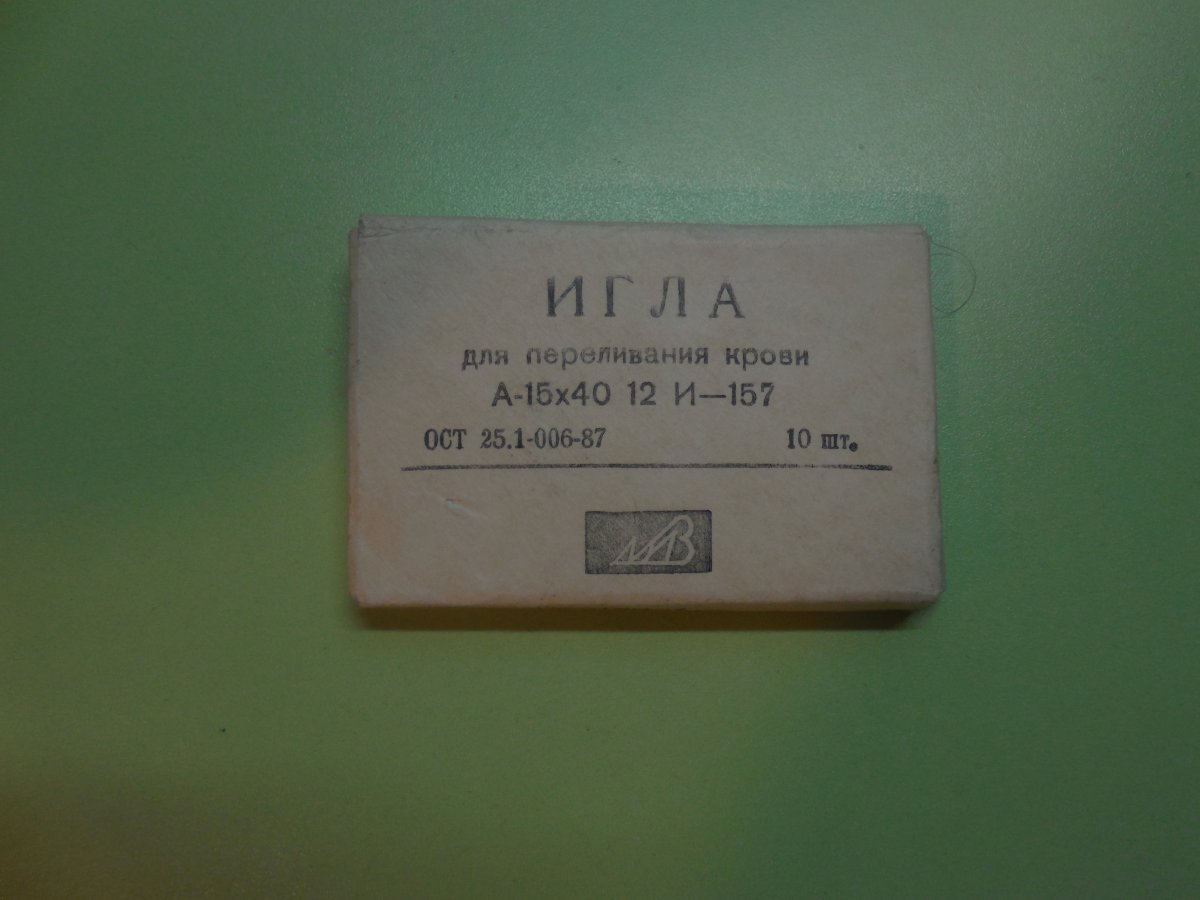 ИГЛА
для переливания крови
А-15х40 12 И—157
ОСТ 25.1-006-87 10 шт.